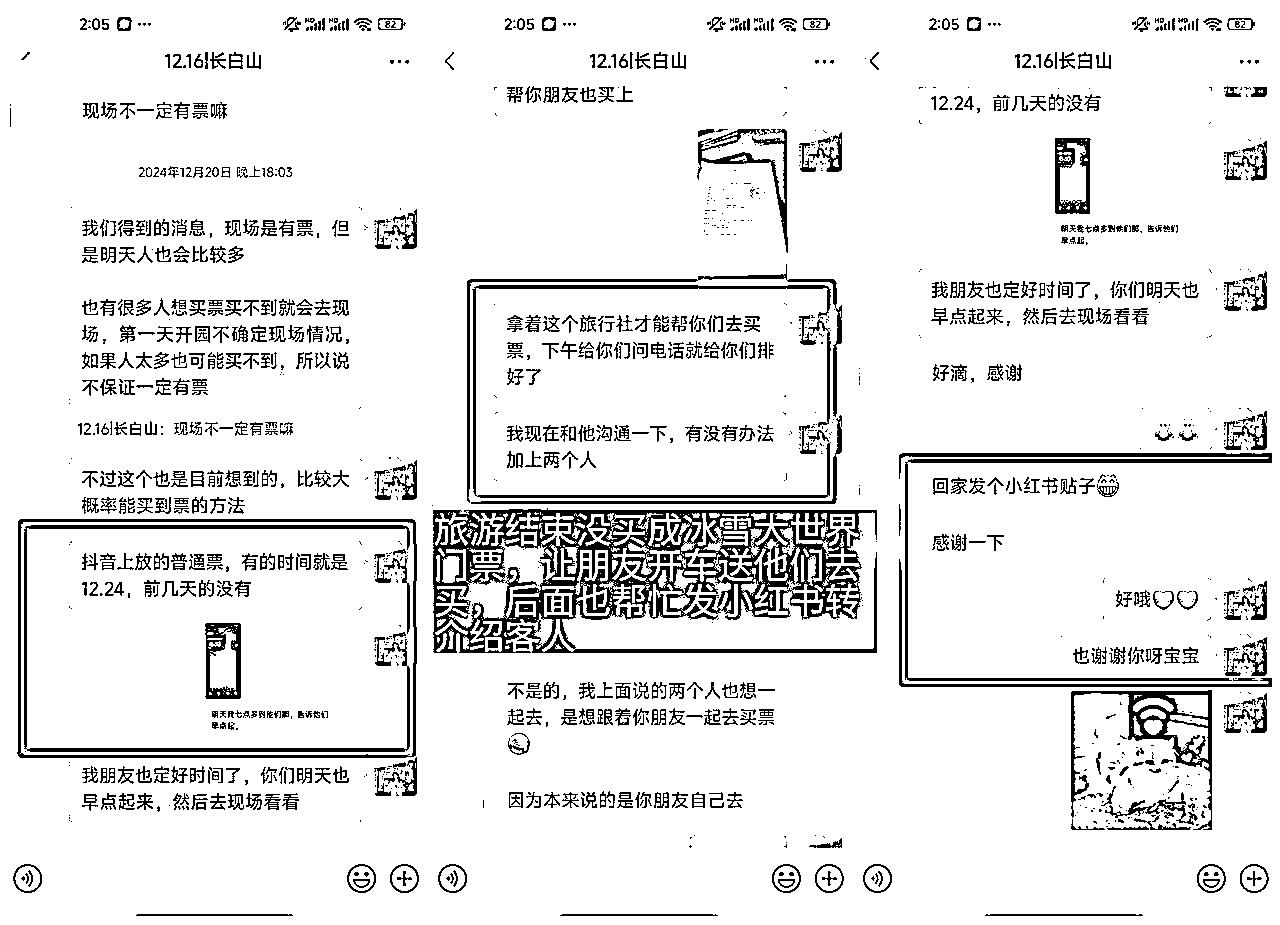 2:05
12.16|长白山
现场不一定有票嘛
2024年12月20日 晚上18:03
我们得到的消息，现场是有票，但
是明天人也会比较多
也有很多人想买票买不到就会去现
场，第一天开园不确定现场情况，
如果人太多也可能买不到，所以说
不保证一定有票
12.16|长白山：现场不一定有票嘛
不过这个也是目前想到的，比较大
概率能买到票的方法
抖音上放的普通票，有的时间就是
12.24，前几天的没有
明天我七点多到他们那，告诉他们
早点起。
我朋友也定好时间了，你们明天也
早点起来，然后去现场看看
2:05
12.16|长白山
帮你朋友也买上
拿着这个旅行社才能帮你们去买
票，下午给你们问电话就给你们排
好了
我现在和他沟通一下，有没有办法
加上两个人
旅游结束没买成冰雪大世界
门票，让朋友开车送他们去
买，后面也帮忙发小红书转
介绍客人
不是的，我上面说的两个人也想一
起去，是想跟着你朋友一起去买票
因为本来说的是你朋友自己去
2:05
12.16|长白山
12.24，前几天的没有
明天我七点多到他们那，告诉他们
早点起。
我朋友也定好时间了，你们明天也
早点起来，然后去现场看看
好滴，感谢
回家发个小红书贴子😁
感谢一下
好哦♡♡
也谢谢你呀宝宝